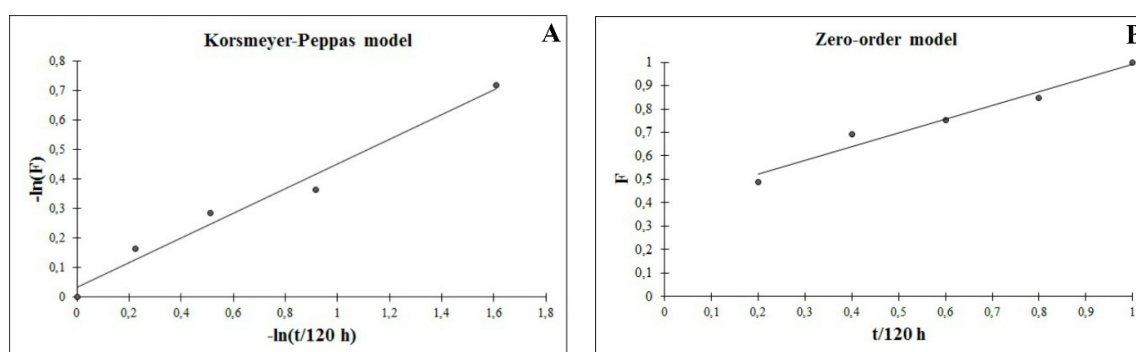 Korsmeyer-Peppas model
A
0,8
0,7
0,6
0,5
0,4
0,3
0,2
0,1
0
-ln(F)
0 0,2 0,4 0,6 0,8 1 1,2 1,4 1,6 1,8
-ln(t/120 h)
Zero-order model
1
0,9
0,8
0,7
0,6
0,5
0,4
0,3
0,2
0,1
0
F
0 0,1 0,2 0,3 0,4 0,5 0,6 0,7 0,8 0,9 1
t/120 h